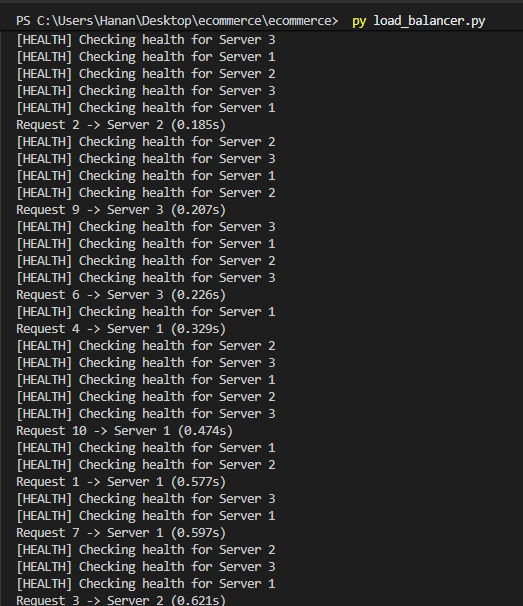 PS C:\Users\Hanan\Desktop\ecommerce\ecommerce> py load_balancer.py
[HEALTH] Checking health for Server 3
[HEALTH] Checking health for Server 1
[HEALTH] Checking health for Server 2
[HEALTH] Checking health for Server 3
[HEALTH] Checking health for Server 1
Request 2 -> Server 2 (0.185s)
[HEALTH] Checking health for Server 2
[HEALTH] Checking health for Server 3
[HEALTH] Checking health for Server 1
[HEALTH] Checking health for Server 2
Request 9 -> Server 3 (0.207s)
[HEALTH] Checking health for Server 3
[HEALTH] Checking health for Server 1
[HEALTH] Checking health for Server 2
[HEALTH] Checking health for Server 3
Request 6 -> Server 3 (0.226s)
[HEALTH] Checking health for Server 1
Request 4 -> Server 1 (0.329s)
[HEALTH] Checking health for Server 2
[HEALTH] Checking health for Server 3
[HEALTH] Checking health for Server 1
[HEALTH] Checking health for Server 2
[HEALTH] Checking health for Server 3
Request 10 -> Server 1 (0.474s)
[HEALTH] Checking health for Server 1
[HEALTH] Checking health for Server 2
Request 1 -> Server 1 (0.577s)
[HEALTH] Checking health for Server 3
[HEALTH] Checking health for Server 1
Request 7 -> Server 1 (0.597s)
[HEALTH] Checking health for Server 2
[HEALTH] Checking health for Server 3
[HEALTH] Checking health for Server 1
Request 3 -> Server 2 (0.621s)